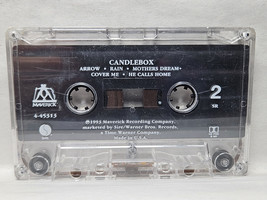 CANDLEBOX
ARROW • RAIN • MOTHERS DREAM •
COVER ME • HE CALLS HOME
MAVERICK
4-45313
2
SR
℗1993 Maverick Recording Company.
marketed by Sire/Warner Bros. Records,
a Time Warner Company.
Made in U.S.A.